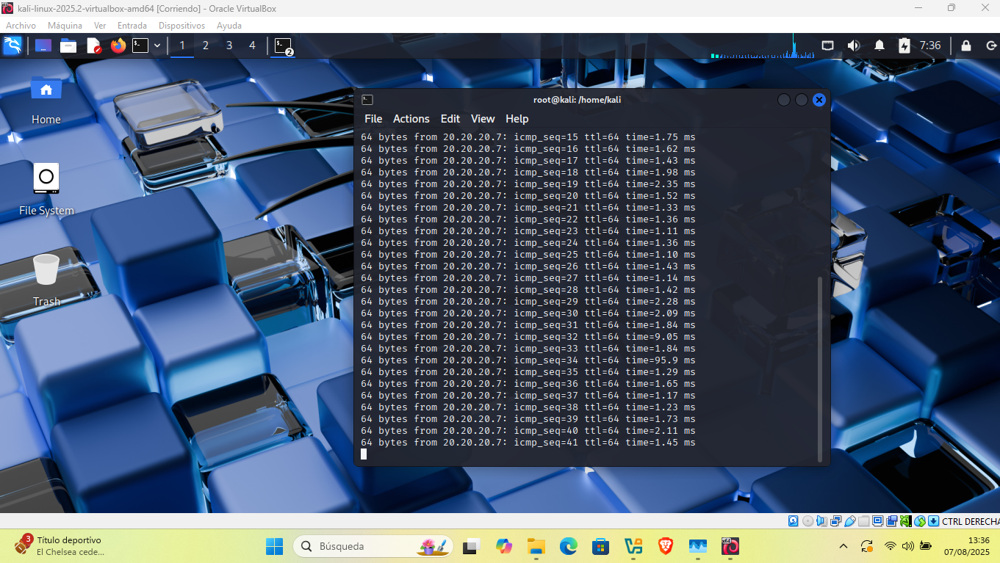 kali-linux-2025.2-virtualbox-amd64 [Corriendo] - Oracle VirtualBox
Archivo Máquina Ver Entrada Dispositivos Ayuda
1 2 3 4 2 7:36
Home
File System
Trash
root@kali: /home/kali
File Actions Edit View Help
64 bytes from 20.20.20.7: icmp_seq=15 ttl=64 time=1.75 ms
64 bytes from 20.20.20.7: icmp_seq=16 ttl=64 time=1.62 ms
64 bytes from 20.20.20.7: icmp_seq=17 ttl=64 time=1.43 ms
64 bytes from 20.20.20.7: icmp_seq=18 ttl=64 time=1.98 ms
64 bytes from 20.20.20.7: icmp_seq=19 ttl=64 time=2.35 ms
64 bytes from 20.20.20.7: icmp_seq=20 ttl=64 time=1.52 ms
64 bytes from 20.20.20.7: icmp_seq=21 ttl=64 time=1.33 ms
64 bytes from 20.20.20.7: icmp_seq=22 ttl=64 time=1.36 ms
64 bytes from 20.20.20.7: icmp_seq=23 ttl=64 time=1.11 ms
64 bytes from 20.20.20.7: icmp_seq=24 ttl=64 time=1.36 ms
64 bytes from 20.20.20.7: icmp_seq=25 ttl=64 time=1.10 ms
64 bytes from 20.20.20.7: icmp_seq=26 ttl=64 time=1.43 ms
64 bytes from 20.20.20.7: icmp_seq=27 ttl=64 time=1.14 ms
64 bytes from 20.20.20.7: icmp_seq=28 ttl=64 time=1.42 ms
64 bytes from 20.20.20.7: icmp_seq=29 ttl=64 time=2.28 ms
64 bytes from 20.20.20.7: icmp_seq=30 ttl=64 time=2.09 ms
64 bytes from 20.20.20.7: icmp_seq=31 ttl=64 time=1.84 ms
64 bytes from 20.20.20.7: icmp_seq=32 ttl=64 time=9.05 ms
64 bytes from 20.20.20.7: icmp_seq=33 ttl=64 time=1.84 ms
64 bytes from 20.20.20.7: icmp_seq=34 ttl=64 time=95.9 ms
64 bytes from 20.20.20.7: icmp_seq=35 ttl=64 time=1.29 ms
64 bytes from 20.20.20.7: icmp_seq=36 ttl=64 time=1.65 ms
64 bytes from 20.20.20.7: icmp_seq=37 ttl=64 time=1.17 ms
64 bytes from 20.20.20.7: icmp_seq=38 ttl=64 time=1.23 ms
64 bytes from 20.20.20.7: icmp_seq=39 ttl=64 time=1.73 ms
64 bytes from 20.20.20.7: icmp_seq=40 ttl=64 time=2.11 ms
64 bytes from 20.20.20.7: icmp_seq=41 ttl=64 time=1.45 ms
CTRL DERECHA
3
Título deportivo
El Chelsea cede...
Búsqueda
13:36
07/08/2025